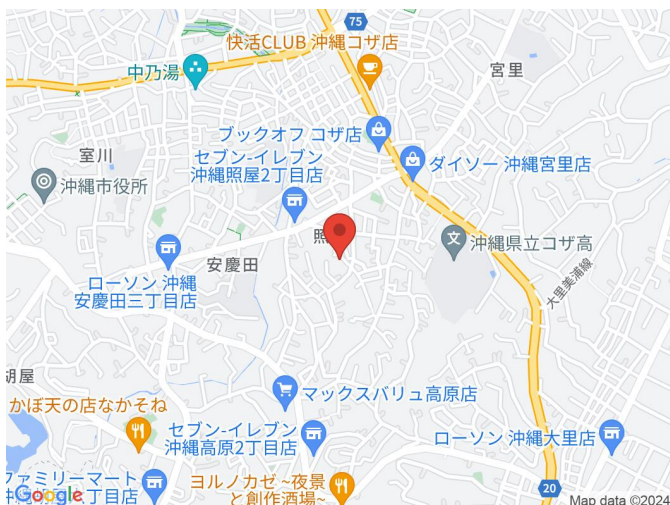 75
快活CLUB 沖縄コザ店
中乃湯
宮里
ブックオフ コザ店
室川
セブン-イレブン
沖縄照屋2丁目店
ダイソー 沖縄宮里店
沖縄市役所
照
沖縄県立コザ高
安慶田
ローソン 沖縄
安慶田三丁目店
大里美浦線
胡屋
マックスバリュ高原店
かぼ天の店なかそね
セブン-イレブン
沖縄高原2丁目店
ローソン 沖縄大里店
ファミリーマート
丁目店
ヨルノカゼ ~夜景
と創作酒場~
20
Google
Map data ©2024